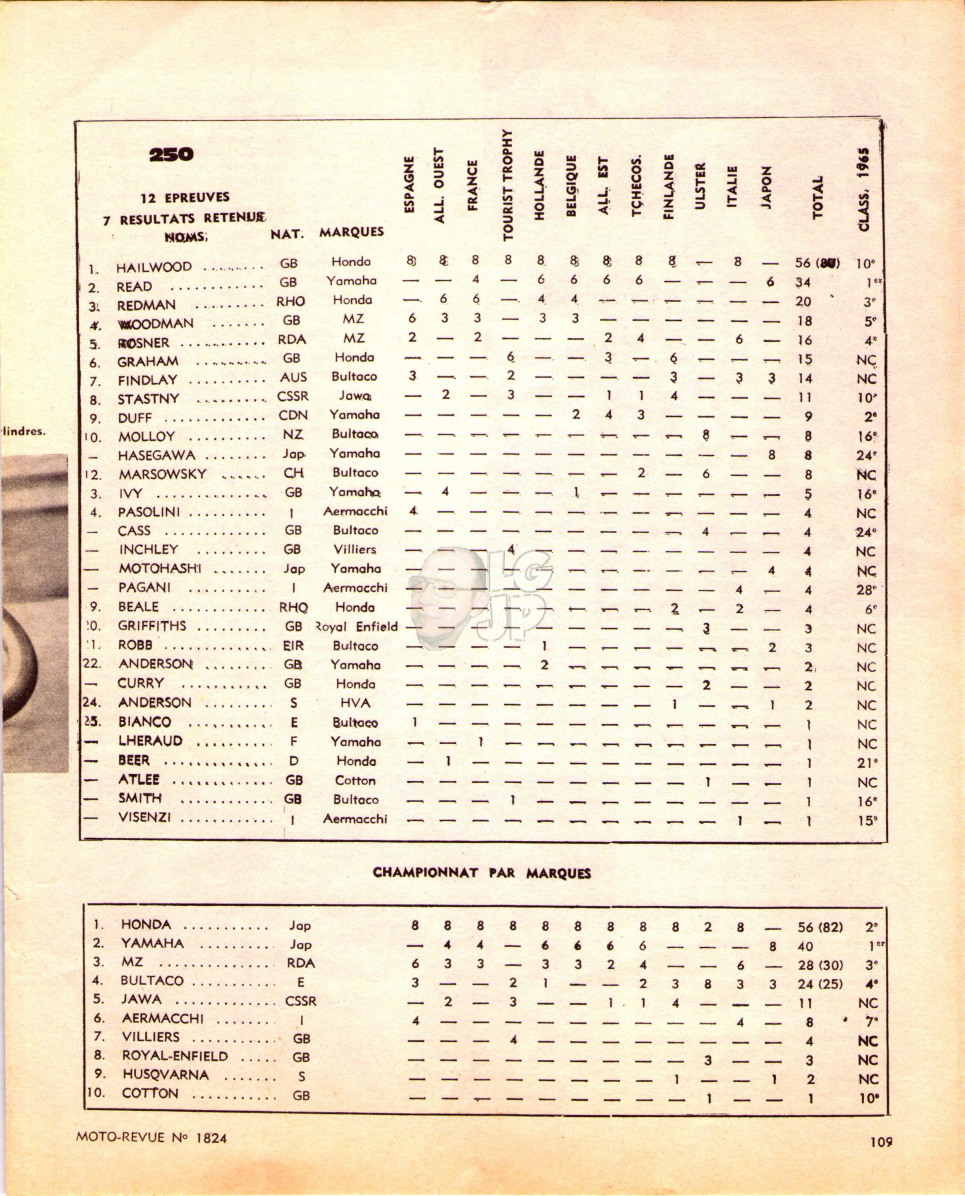 250
12 EPREUVES
7 RESULTATS RETENUE
NOMS; NAT. MARQUES ESPAGNE ALL. OUEST FRANCE TOURIST TROPHY HOLLANDE BELGIQUE ALL. EST TCHECOS. FINLANDE ULSTER ITALIE JAPON TOTAL CLASS. 1965
1. HAILWOOD .......... GB Honda 8 8 8 8 8 8 8 8 8 — 8 — 56 10e
2. READ ............ GB Yamaha — — 4 — 6 6 6 6 — — — 6 34 1er
3. REDMAN .......... RHO Honda — 6 6 — 4 4 — — — — — — 20 3e
4. WOODMAN ....... GB MZ 6 3 3 — 3 3 — — — — — — 18 5e
5. ROSNER ........... RDA MZ 2 — 2 — — — 2 4 — — 6 — 16 4e
6. GRAHAM .......... GB Honda — — — 6 — — 3 — 6 — — — 15 NC
7. FINDLAY .......... AUS Bultaco 3 — — 2 — — — — 3 — 3 3 14 NC
8. STASTNY .......... CSSR Jawa — 2 — 3 — — 1 1 4 — — — 11 10e
9. DUFF ............. CDN Yamaha — — — — — 2 4 3 — — — — 9 2e
10. MOLLOY .......... NZ Bultaco — — — — — — — — — 8 — — 8 16e
— HASEGAWA ........ Jap Yamaha — — — — — — — — — — — 8 8 24e
12. MARSOWSKY ...... CH Bultaco — — — — — — — 2 — 6 — — 8 NC
3. IVY .............. GB Yamaha — 4 — — — 1 — — — — — — 5 16e
4. PASOLINI .......... I Aermacchi 4 — — — — — — — — — — — 4 NC
— CASS ............. GB Bultaco — — — — — — — — — 4 — — 4 24e
lindres.
— INCHLEY ......... GB Villiers — — — 4 — — — — — — — — 4 NC
— MOTOHASHI ....... Jap Yamaha — — — — — — — — — — — 4 4 NC
— PAGANI .......... I Aermacchi — — — — — — — — — — 4 — 4 28e
9. BEALE ............ RHO Honda — — — — — — — — 2 — 2 — 4 6e
20. GRIFFITHS ......... GB Royal Enfield — — — — — — — — — 3 — — 3 NC
21. ROBB ............. EIR Bultaco — — — — 1 — — — — — — 2 3 NC
22. ANDERSON ........ GB Yamaha — — — — 2 — — — — — — — 2 NC
— CURRY ........... GB Honda — — — — — — — — — 2 — — 2 NC
24. ANDERSON ........ S HVA — — — — — — — — 1 — — 1 2 NC
25. BIANCO ........... E Bultaco 1 — — — — — — — — — — — 1 NC
— LHERAUD .......... F Yamaha — — 1 — — — — — — — — — 1 NC
— BEER ............. D Honda — 1 — — — — — — — — — — 1 21e
— ATLEE ............ GB Cotton — — — — — — — — — 1 — — 1 NC
— SMITH ............ GB Bultaco — — — 1 — — — — — — — — 1 16e
— VISENZI ............ I Aermacchi — — — — — — — — — — 1 — 1 15e
LG
JP
CHAMPIONNAT PAR MARQUES
1. HONDA ........... Jap 8 8 8 8 8 8 8 8 8 2 8 — 56 (82) 2e
2. YAMAHA .......... Jap — 4 4 — 6 6 6 6 — — — 8 40 1er
3. MZ ............... RDA 6 3 3 — 3 3 2 4 — — 6 — 28 (30) 3e
4. BULTACO ............ E 3 — — 2 1 — — 2 3 8 3 3 24 (25) 4e
5. JAWA ............. CSSR — 2 — 3 — — 1 1 4 — — — 11 NC
6. AERMACCHI ........ I 4 — — — — — — — — — 4 — 8 7e
7. VILLIERS ........... GB — — — 4 — — — — — — — — 4 NC
8. ROYAL-ENFIELD ..... GB — — — — — — — — — 3 — — 3 NC
9. HUSQVARNA ....... S — — — — — — — — 1 — — 1 2 NC
10. COTTON ........... GB — — — — — — — — — 1 — — 1 10e
MOTO-REVUE No 1824
109